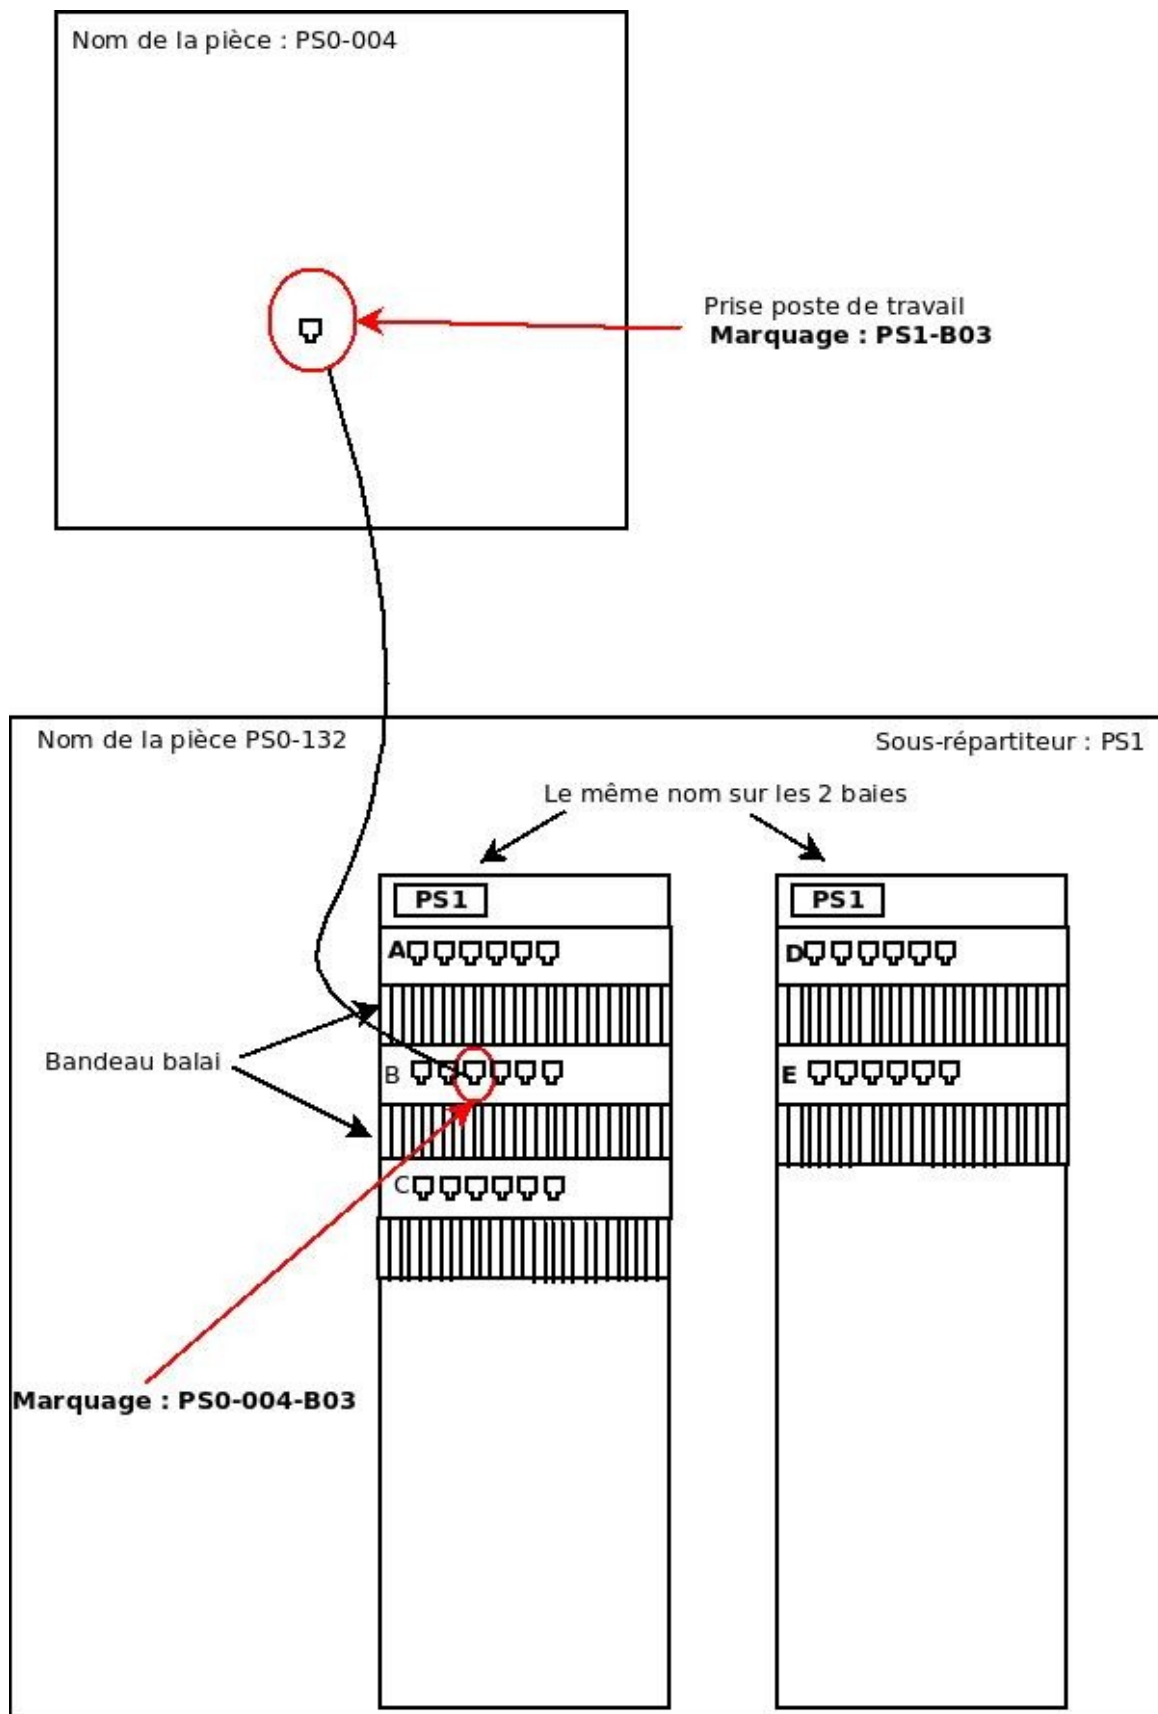 Nom de la pièce : PS0-004
Prise poste de travail
Marquage : PS1-B03
Nom de la pièce PS0-132
Sous-répartiteur : PS1
Le même nom sur les 2 baies
PS1
PS1
A
D
Bandeau balai
B
E
C
Marquage : PS0-004-B03